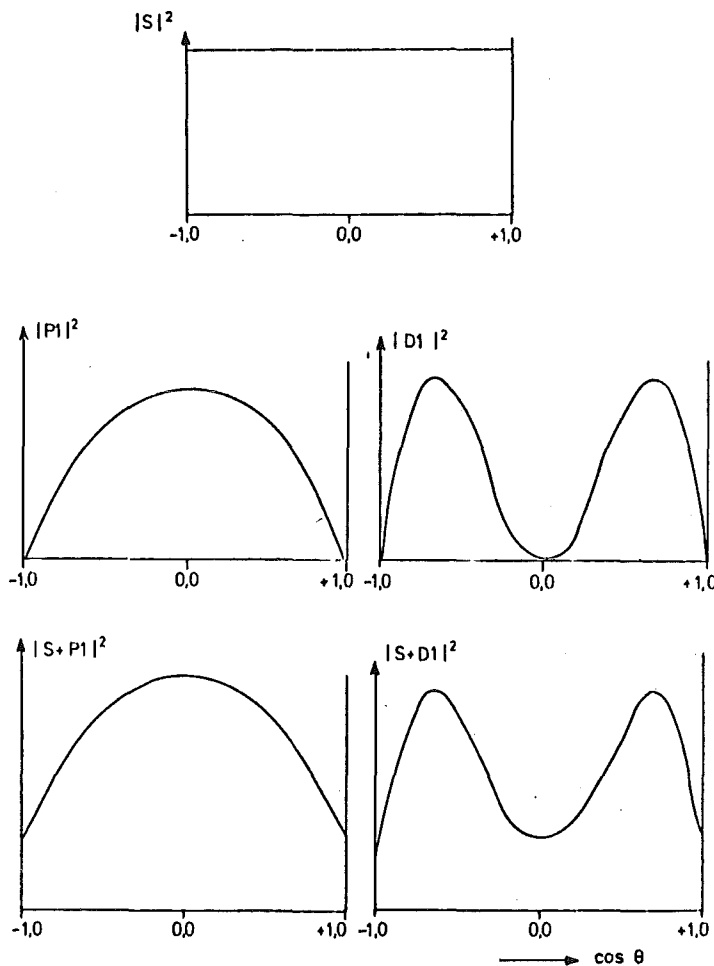 |S|²
-1,0 0,0 +1,0
|P1|² |D1|²
-1,0 0,0 +1,0 -1,0 0,0 +1,0
|S+P1|² |S+D1|²
-1,0 0,0 +1,0 -1,0 0,0 +1,0
cos θ